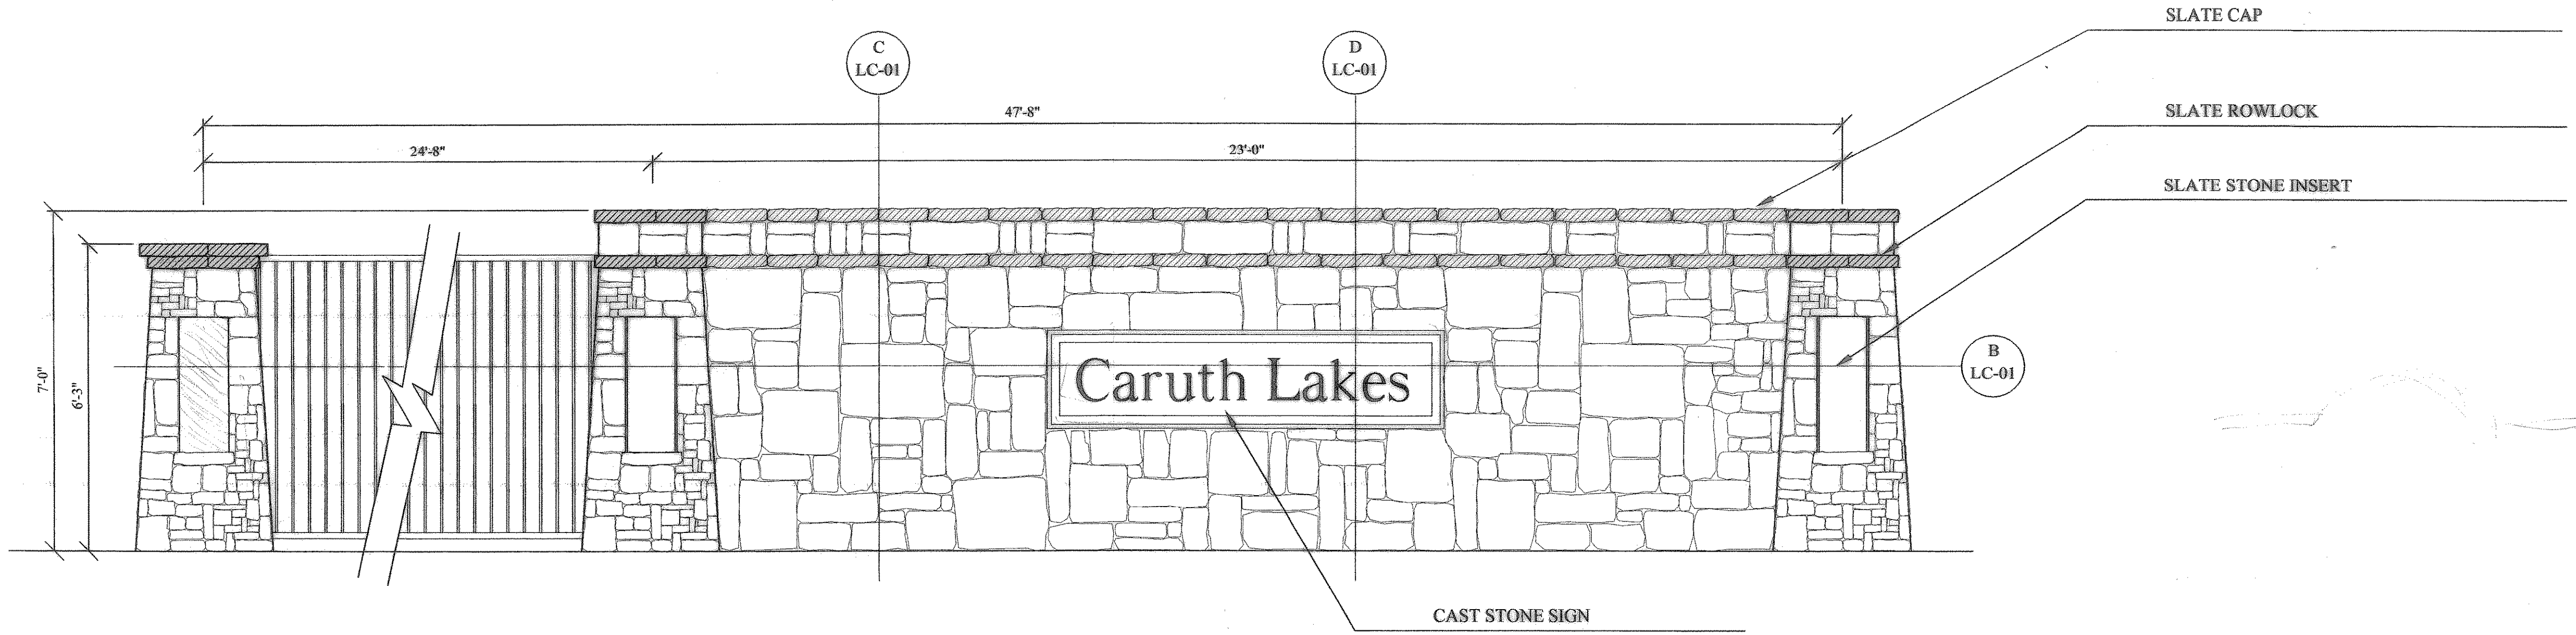 SLATE CAP
C
LC-01
D
LC-01
47'-8"
SLATE ROWLOCK
24'-8"
23'-0"
SLATE STONE INSERT
7'-0"
6'-3"
Caruth Lakes
B
LC-01
CAST STONE SIGN